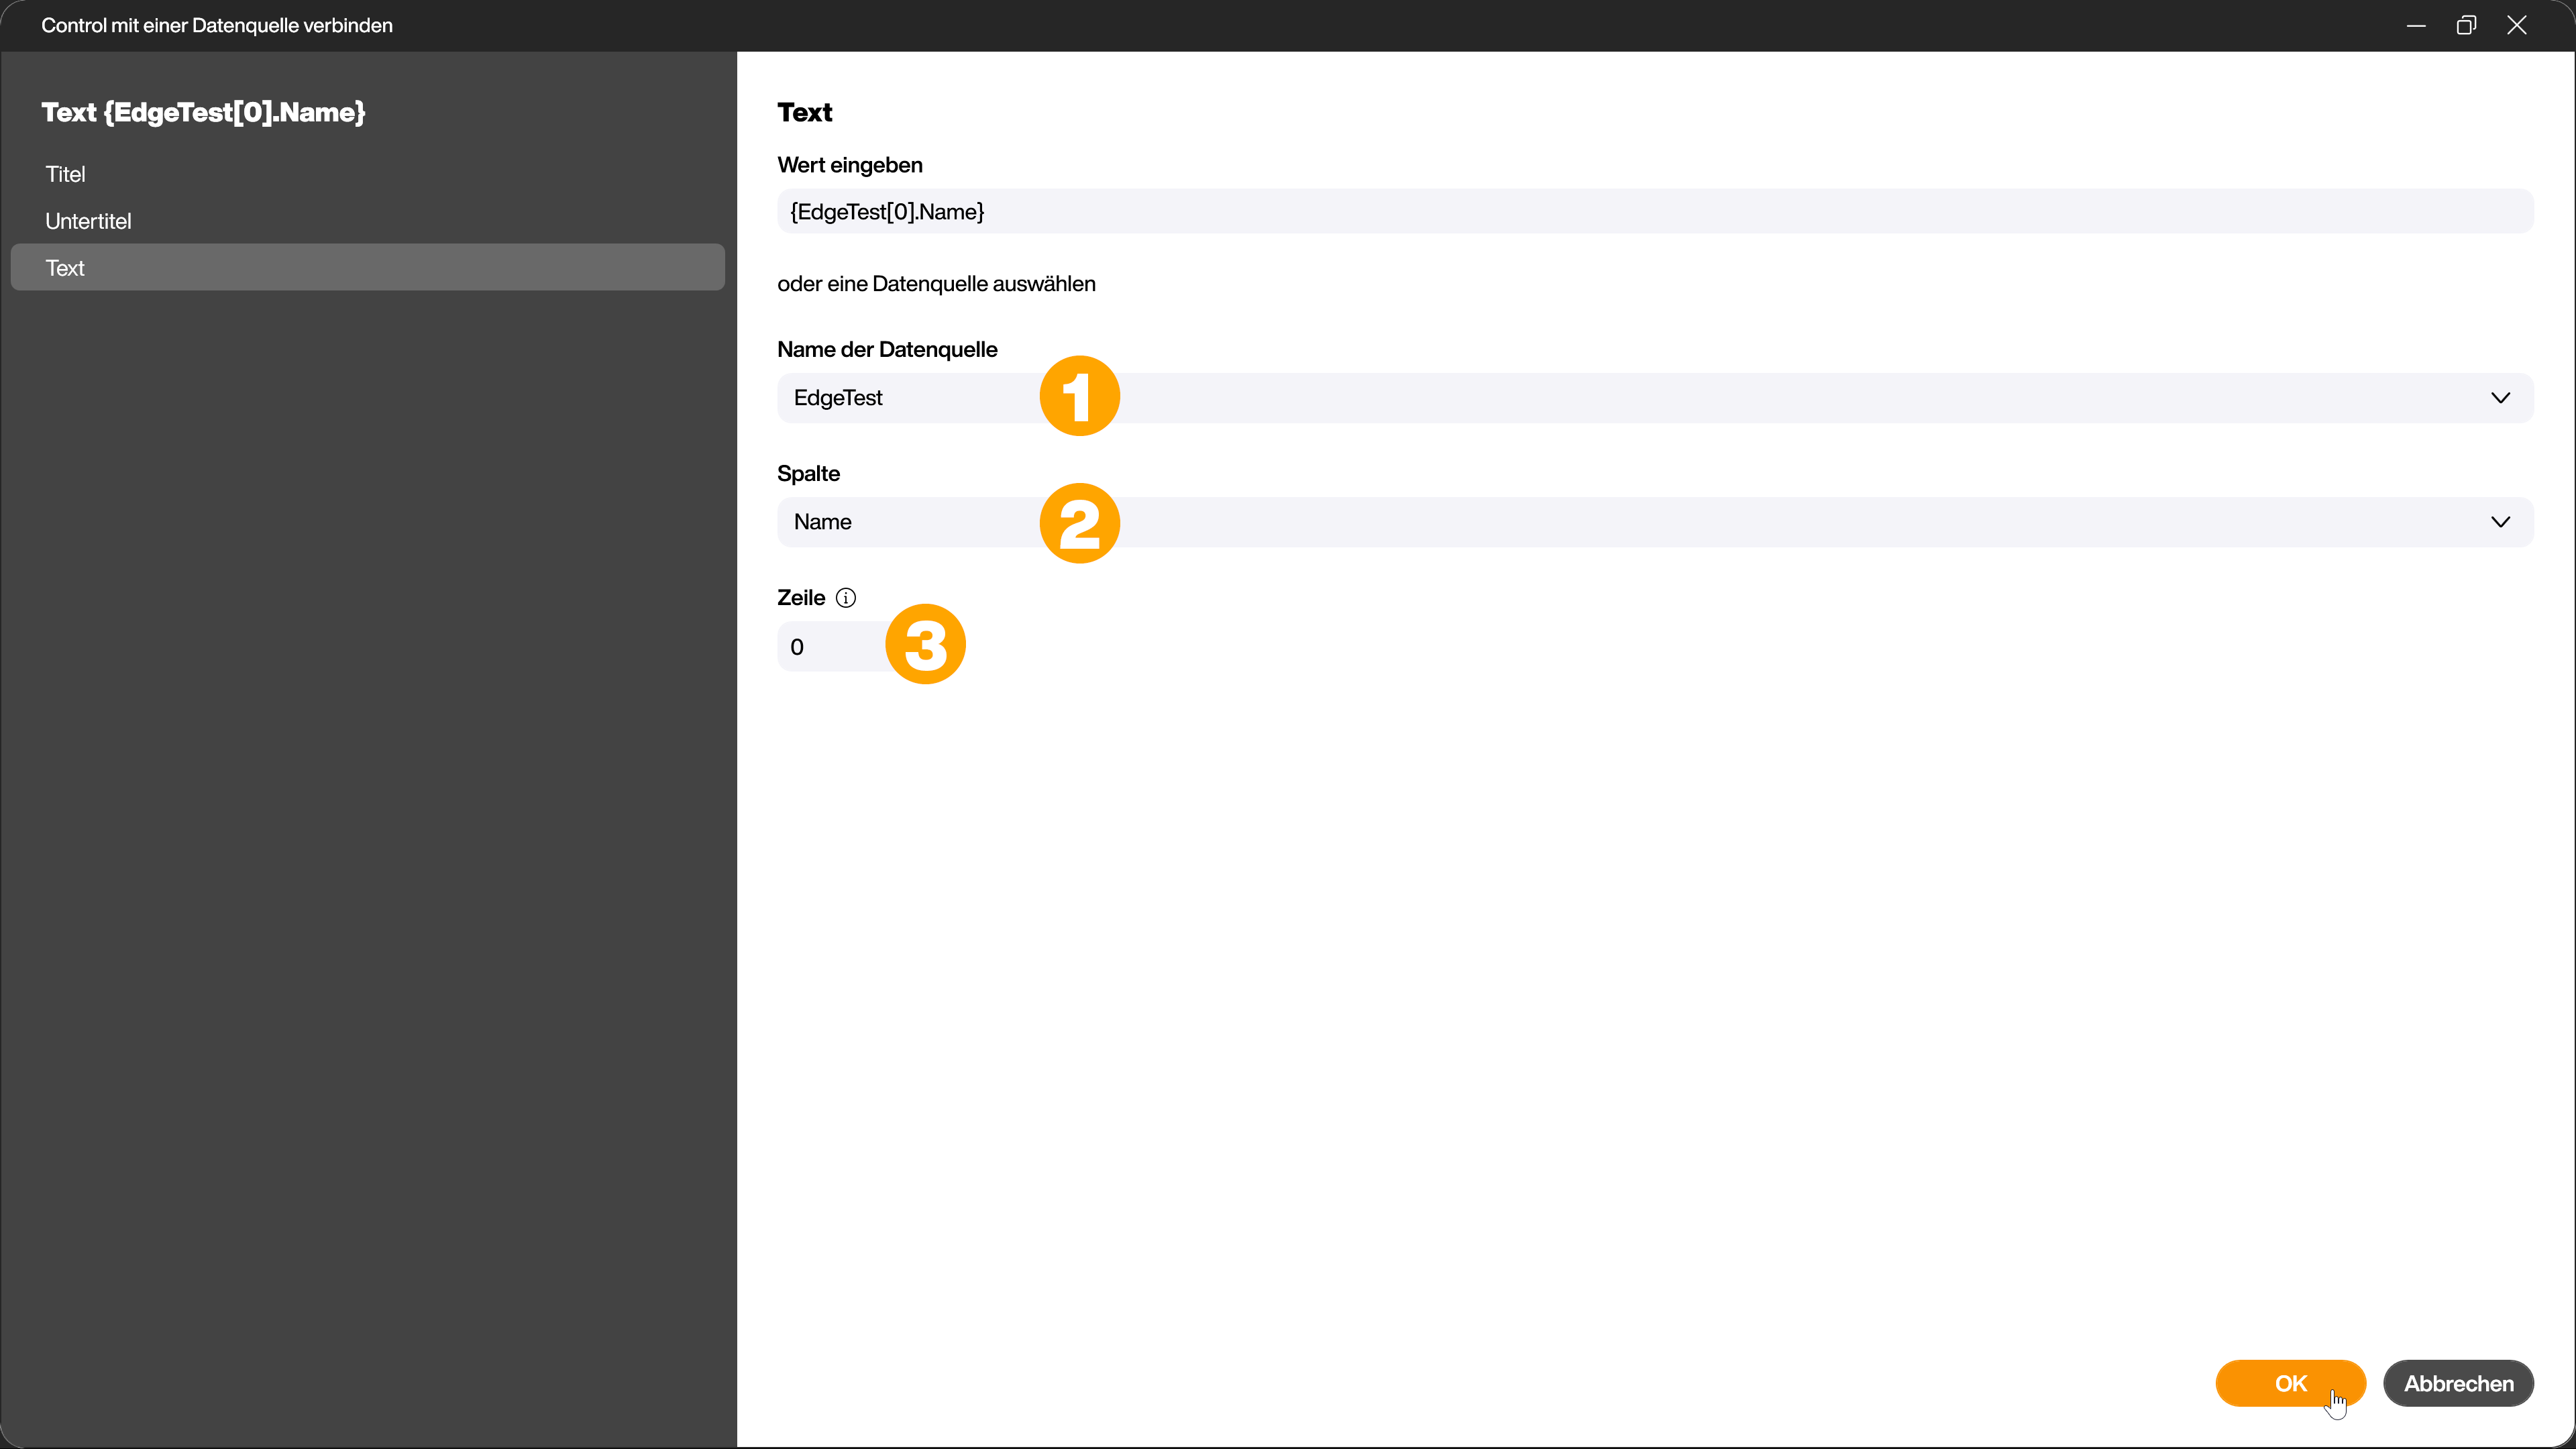 Control mit einer Datenquelle verbinden
Text {EdgeTest[0].Name}
Titel
Untertitel
Text
Text
Wert eingeben
{EdgeTest[0].Name}
oder eine Datenquelle auswählen
Name der Datenquelle
EdgeTest
1
Spalte
Name
2
Zeile
0
3
OK
Abbrechen